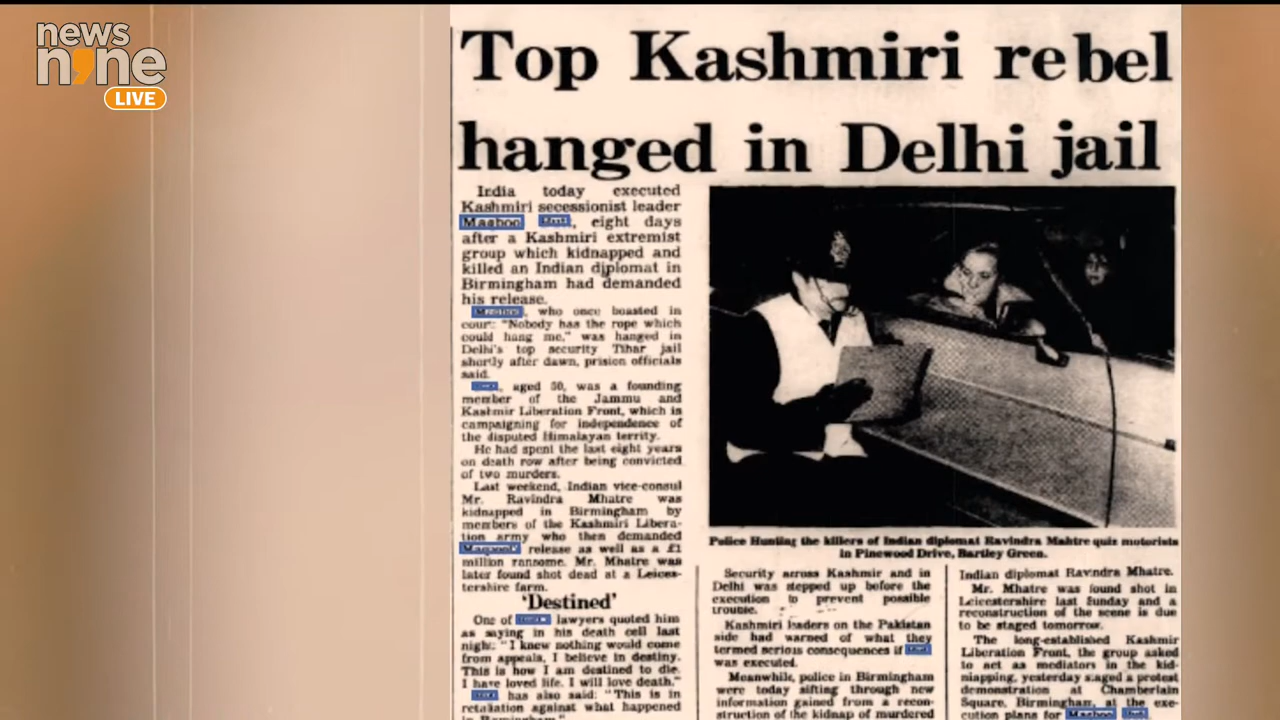 news
n9ne
LIVE
Top Kashmiri rebel
hanged in Delhi jail
India today executed
Kashmiri secessionist leader
, eight days
after a Kashmiri extremist
group which kidnapped and
killed an Indian diplomat in
Birmingham had demanded
his release.
, who once boasted in
court: "Nobody has the rope which
could hang me," was hanged in
Delhi's top security Tihar jail
shortly after dawn, prision officials
said.
, aged 50, was a founding
member of the Jammu and
Kashmir Liberation Front, which is
campaigning for independence of
the disputed Himalayan territy.
He had spent the last eight years
on death row after being convicted
of two murders.
Last weekend, Indian vice-consul
Mr. Ravindra Mhatre was
kidnapped in Birmingham by
members of the Kashmiri Libera-
tion army who then demanded
release as well as a £1
million ransome. Mr. Mhatre was
later found shot dead at a Leices-
tershire farm.
'Destined'
One of lawyers quoted him
as saying in his death cell last
night: "I knew nothing would come
from appeals, I believe in destiny.
This is how I am destined to die.
I have loved life. I will love death."
has also said: "This is in
retaliation against what happened
in Birmingham"
Police Hunting the killers of Indian diplomat Ravindra Mahtre quiz motorists
in Pinewood Drive, Bartley Green.
Security across Kashmir and in
Delhi was stepped up before the
execution to prevent possible
trouble.
Kashmiri leaders on the Pakistan
side had warned of what they
termed serious consequences if
was executed.
Meanwhile, police in Birmingham
were today sifting through new
information gained from a recon-
struction of the kidnap of murdered
Indian diplomat Ravindra Mhatre.
Mr. Mhatre was found shot in
Leicestershire last Sunday and a
reconstruction of the scene is due
to be staged tomorrow.
The long-established Kashmir
Liberation Front, the group asked
to act as mediators in the kid-
niapping, yesterday staged a protest
demonstration at Chamberlain
Square, Birmingham, at the exe-
cution plans for